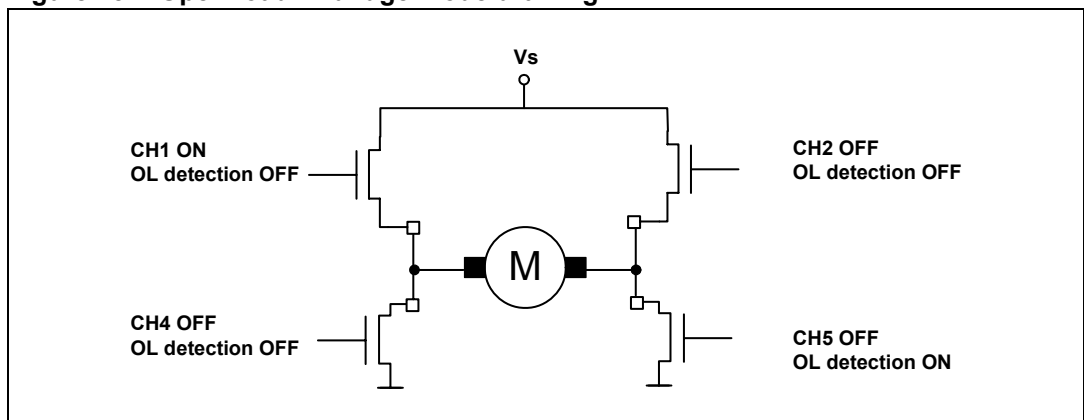 Vs
CH1 ON
OL detection OFF
CH2 OFF
OL detection OFF
M
CH4 OFF
OL detection OFF
CH5 OFF
OL detection ON